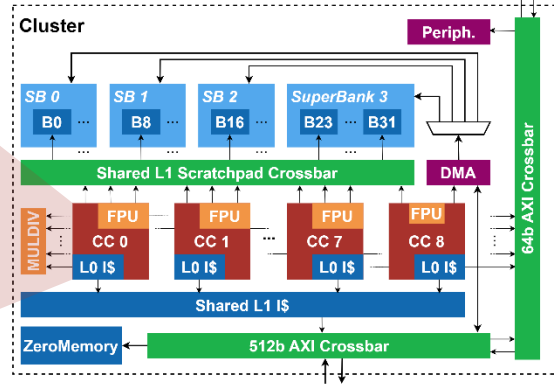 Cluster
Periph.
SB 0
SB 1
SB 2
SuperBank 3
B0
...
B8
...
B16
...
B23
...
B31
...
...
...
...
Shared L1 Scratchpad Crossbar
DMA
64b AXI Crossbar
MULDIV
FPU
CC 0
L0 I$
FPU
CC 1
L0 I$
...
FPU
CC 7
L0 I$
FPU
CC 8
L0 I$
Shared L1 I$
ZeroMemory
512b AXI Crossbar